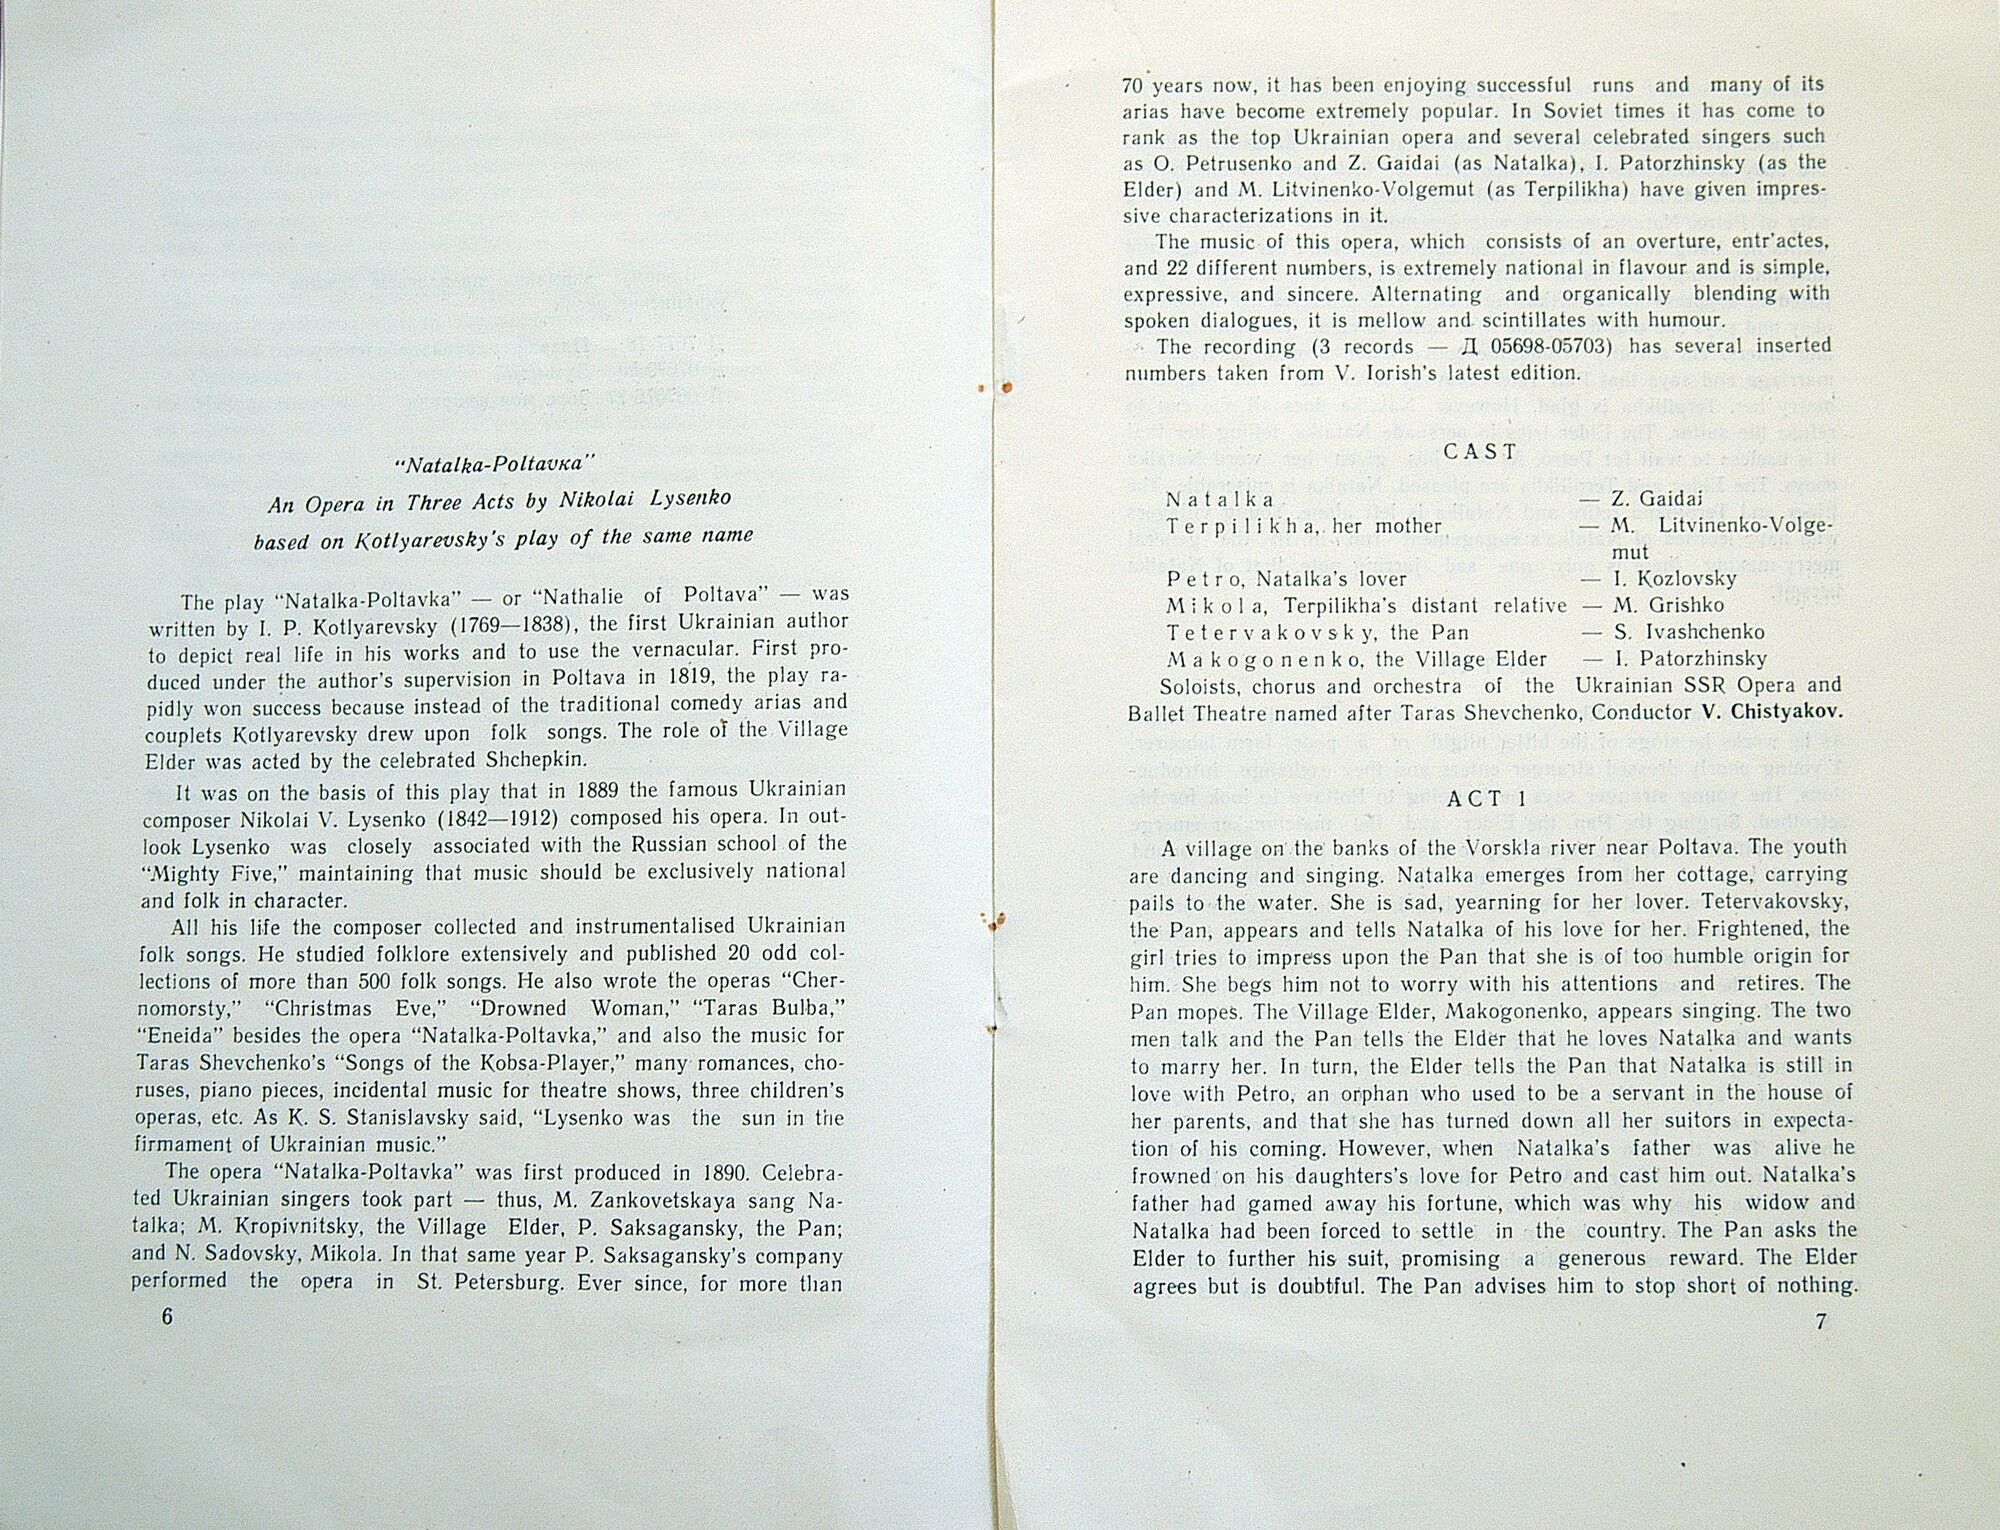 “Natalka-Poltavкa”
An Opera in Three Acts by Nikolai Lysenko
based on Kotlyarevsky's play of the same name
The play “Natalka-Poltavka” — or “Nathalie of Poltava” — was
written by I. P. Kotlyarevsky (1769—1838), the first Ukrainian author
to depict real life in his works and to use the vernacular. First pro-
duced under the author's supervision in Poltava in 1819, the play ra-
pidly won success because instead of the traditional comedy arias and
couplets Kotlyarevsky drew upon folk songs. The role of the Village
Elder was acted by the celebrated Shchepkin.
It was on the basis of this play that in 1889 the famous Ukrainian
composer Nikolai V. Lysenko (1842—1912) composed his opera. In out-
look Lysenko was closely associated with the Russian school of the
“Mighty Five,” maintaining that music should be exclusively national
and folk in character.
All his life the composer collected and instrumentalised Ukrainian
folk songs. He studied folklore extensively and published 20 odd col-
lections of more than 500 folk songs. He also wrote the operas “Cher-
nomorsty,” “Christmas Eve,” “Drowned Woman,” “Taras Bulba,”
“Eneida” besides the opera “Natalka-Poltavka,” and also the music for
Taras Shevchenko's “Songs of the Kobsa-Player,” many romances, cho-
ruses, piano pieces, incidental music for theatre shows, three children's
operas, etc. As K. S. Stanislavsky said, “Lysenko was the sun in the
firmament of Ukrainian music.”
The opera “Natalka-Poltavka” was first produced in 1890. Celebra-
ted Ukrainian singers took part — thus, M. Zankovetskaya sang Na-
talka; M. Kropivnitsky, the Village Elder, P. Saksagansky, the Pan;
and N. Sadovsky, Mikola. In that same year P. Saksagansky's company
performed the opera in St. Petersburg. Ever since, for more than
6
70 years now, it has been enjoying successful runs and many of its
arias have become extremely popular. In Soviet times it has come to
rank as the top Ukrainian opera and several celebrated singers such
as O. Petrusenko and Z. Gaidai (as Natalka), I. Patorzhinsky (as the
Elder) and M. Litvinenko-Volgemut (as Terpilikha) have given impres-
sive characterizations in it.
The music of this opera, which consists of an overture, entr'actes,
and 22 different numbers, is extremely national in flavour and is simple,
expressive, and sincere. Alternating and organically blending with
spoken dialogues, it is mellow and scintillates with humour.
The recording (3 records — Д 05698-05703) has several inserted
numbers taken from V. Iorish's latest edition.
CAST
Natalka — Z. Gaidai
Terpilikha, her mother — M. Litvinenko-Volge-
mut
Petro, Natalka's lover — I. Kozlovsky
Mikola, Terpilikha's distant relative — M. Grishko
Tetervakovsky, the Pan — S. Ivashchenko
Makogonenko, the Village Elder — I. Patorzhinsky
Soloists, chorus and orchestra of the Ukrainian SSR Opera and
Ballet Theatre named after Taras Shevchenko, Conductor V. Chistyakov.
ACT 1
A village on the banks of the Vorskla river near Poltava. The youth
are dancing and singing. Natalka emerges from her cottage, carrying
pails to the water. She is sad, yearning for her lover. Tetervakovsky,
the Pan, appears and tells Natalka of his love for her. Frightened, the
girl tries to impress upon the Pan that she is of too humble origin for
him. She begs him not to worry with his attentions and retires. The
Pan mopes. The Village Elder, Makogonenko, appears singing. The two
men talk and the Pan tells the Elder that he loves Natalka and wants
to marry her. In turn, the Elder tells the Pan that Natalka is still in
love with Petro, an orphan who used to be a servant in the house of
her parents, and that she has turned down all her suitors in expecta-
tion of his coming. However, when Natalka's father was alive he
frowned on his daughters's love for Petro and cast him out. Natalka's
father had gamed away his fortune, which was why his widow and
Natalka had been forced to settle in the country. The Pan asks the
Elder to further his suit, promising a generous reward. The Elder
agrees but is doubtful. The Pan advises him to stop short of nothing.
7